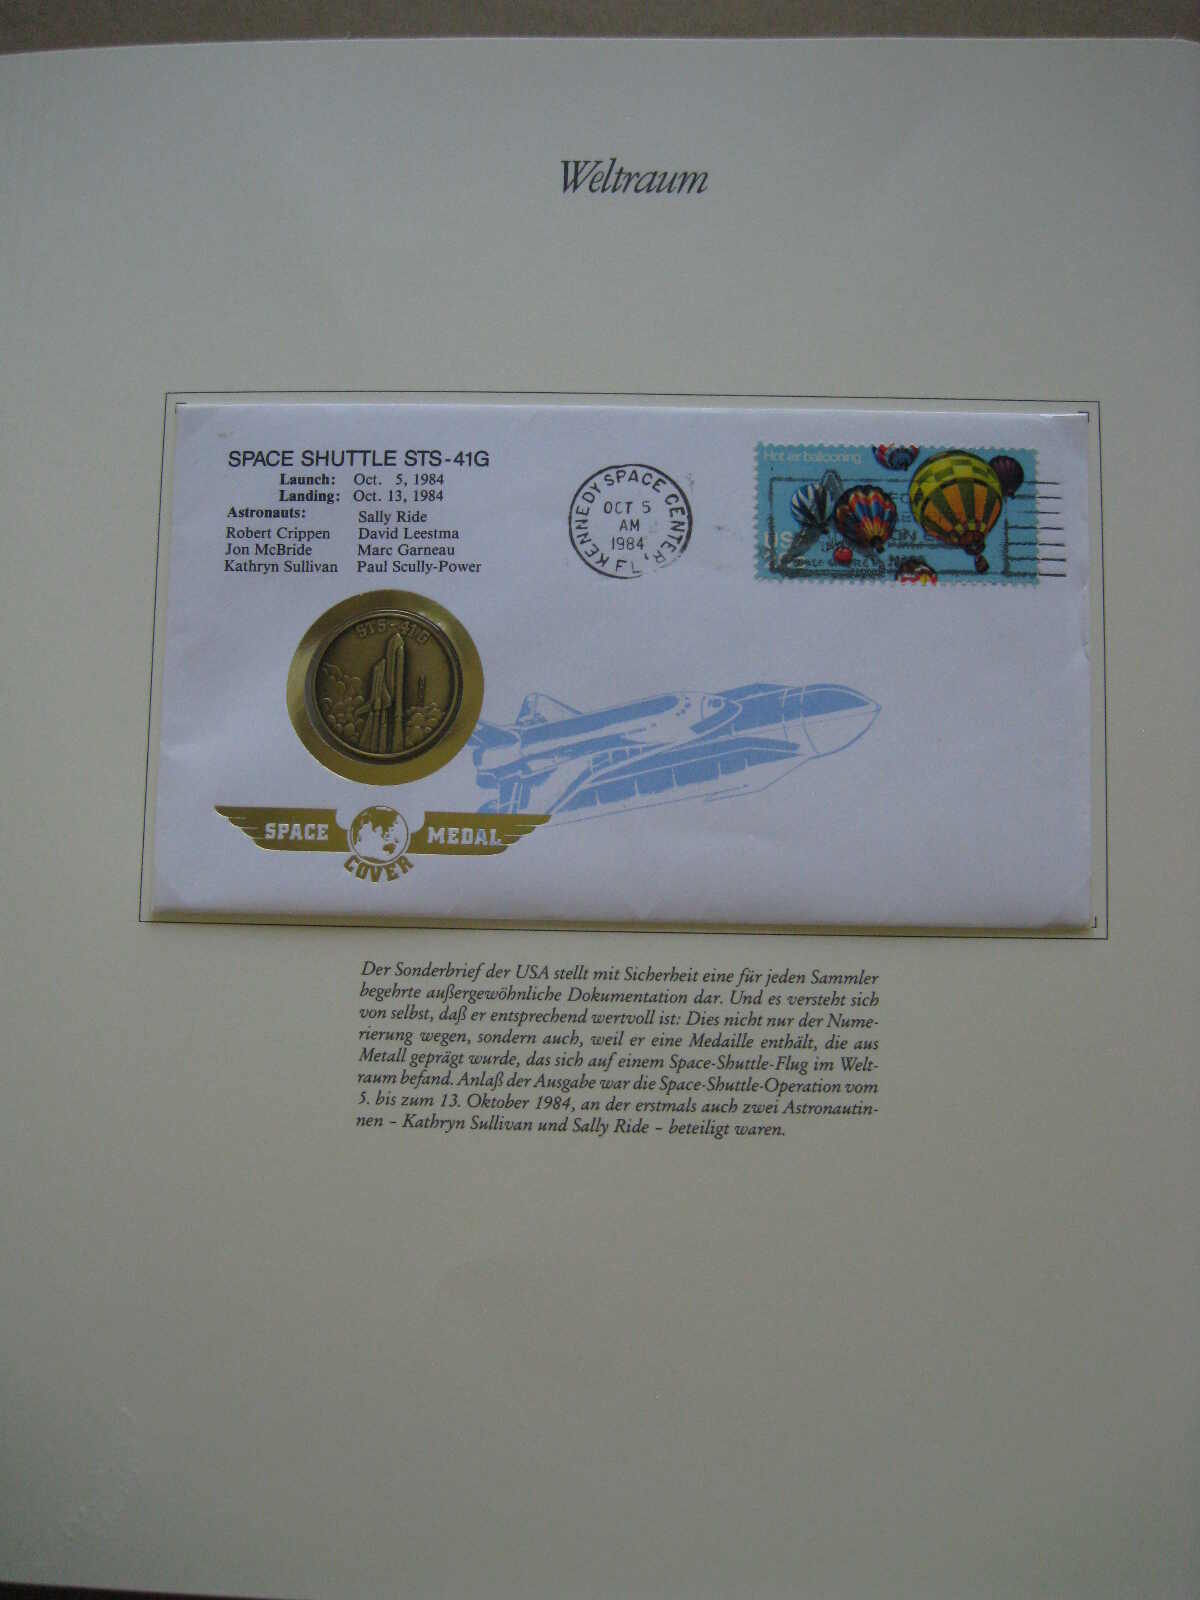 Weltraum
SPACE SHUTTLE STS-41G
Launch: Oct. 5, 1984
Landing: Oct. 13, 1984
Astronauts: Sally Ride
Robert Crippen David Leestma
Jon McBride Marc Garneau
Kathryn Sullivan Paul Scully-Power
KENNEDY SPACE CENTER, FL
OCT 5
AM
1984
Hot air ballooning
US
STS-41G
SPACE MEDAL
COVER
Der Sonderbrief der USA stellt mit Sicherheit eine für jeden Sammler
begehrte außergewöhnliche Dokumentation dar. Und es versteht sich
von selbst, daß er entsprechend wertvoll ist: Dies nicht nur der Nume-
rierung wegen, sondern auch, weil er eine Medaille enthält, die aus
Metall geprägt wurde, das sich auf einem Space-Shuttle-Flug im Welt-
raum befand. Anlaß der Ausgabe war die Space-Shuttle-Operation vom
5. bis zum 13. Oktober 1984, an der erstmals auch zwei Astronautin-
nen – Kathryn Sullivan und Sally Ride – beteiligt waren.